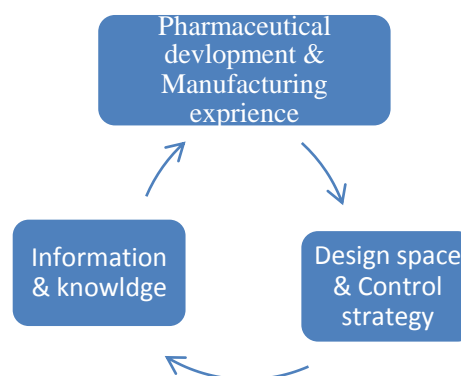 Pharmaceutical
devlopment &
Manufacturing
exprience
Design space
& Control
strategy
Information
& knowldge